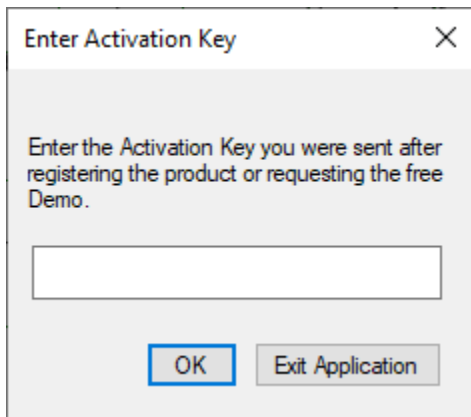 Enter Activation Key
Enter the Activation Key you were sent after
registering the product or requesting the free
Demo.
OK
Exit Application